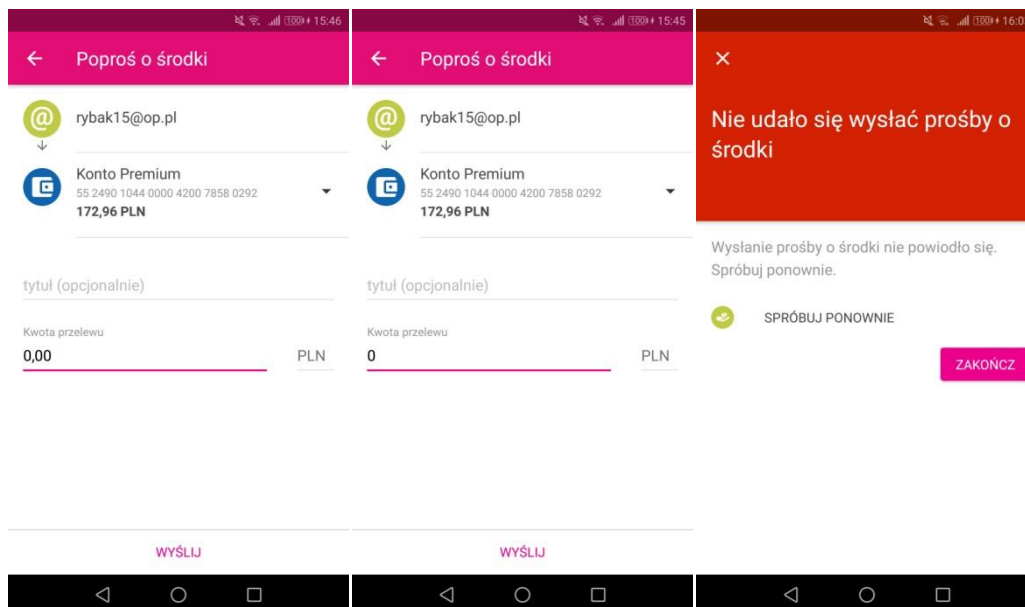 100 15:46
Poproś o środki
@
rybak15@op.pl
Konto Premium
55 2490 1044 0000 4200 7858 0292
172,96 PLN
tytuł (opcjonalnie)
Kwota przelewu
0,00 PLN
WYŚLIJ
100 15:45
Poproś o środki
@
rybak15@op.pl
Konto Premium
55 2490 1044 0000 4200 7858 0292
172,96 PLN
tytuł (opcjonalnie)
Kwota przelewu
0 PLN
WYŚLIJ
100
Nie udało się wysłać prośby o
środki
Wysłanie prośby o środki nie powiodło się.
Spróbuj ponownie.
SPRÓBUJ PONOWNIE
ZAKOŃCZ